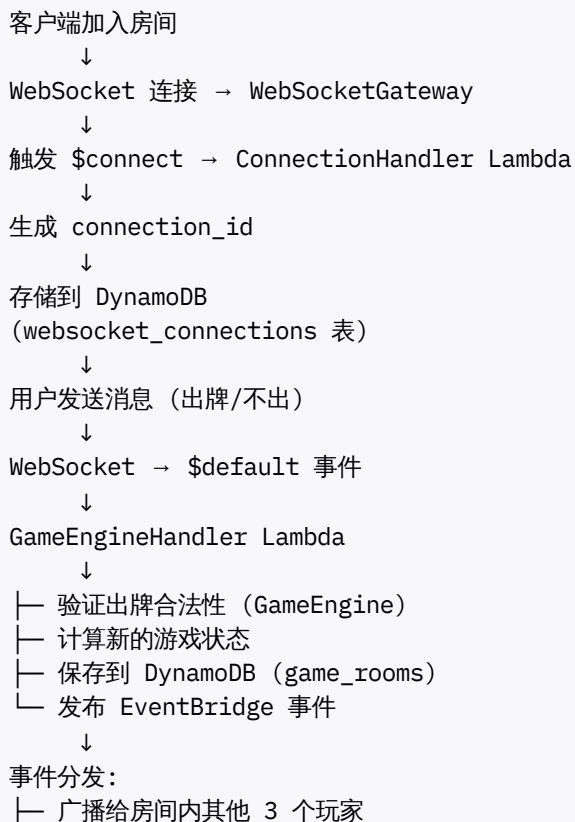 客户端加入房间
↓
WebSocket 连接 → WebSocketGateway
↓
触发 $connect → ConnectionHandler Lambda
↓
生成 connection_id
↓
存储到 DynamoDB
(websocket_connections 表)
↓
用户发送消息 (出牌/不出)
↓
WebSocket → $default 事件
↓
GameEngineHandler Lambda
↓
├─ 验证出牌合法性 (GameEngine)
├─ 计算新的游戏状态
├─ 保存到 DynamoDB (game_rooms)
└─ 发布 EventBridge 事件
↓
事件分发:
├─ 广播给房间内其他 3 个玩家